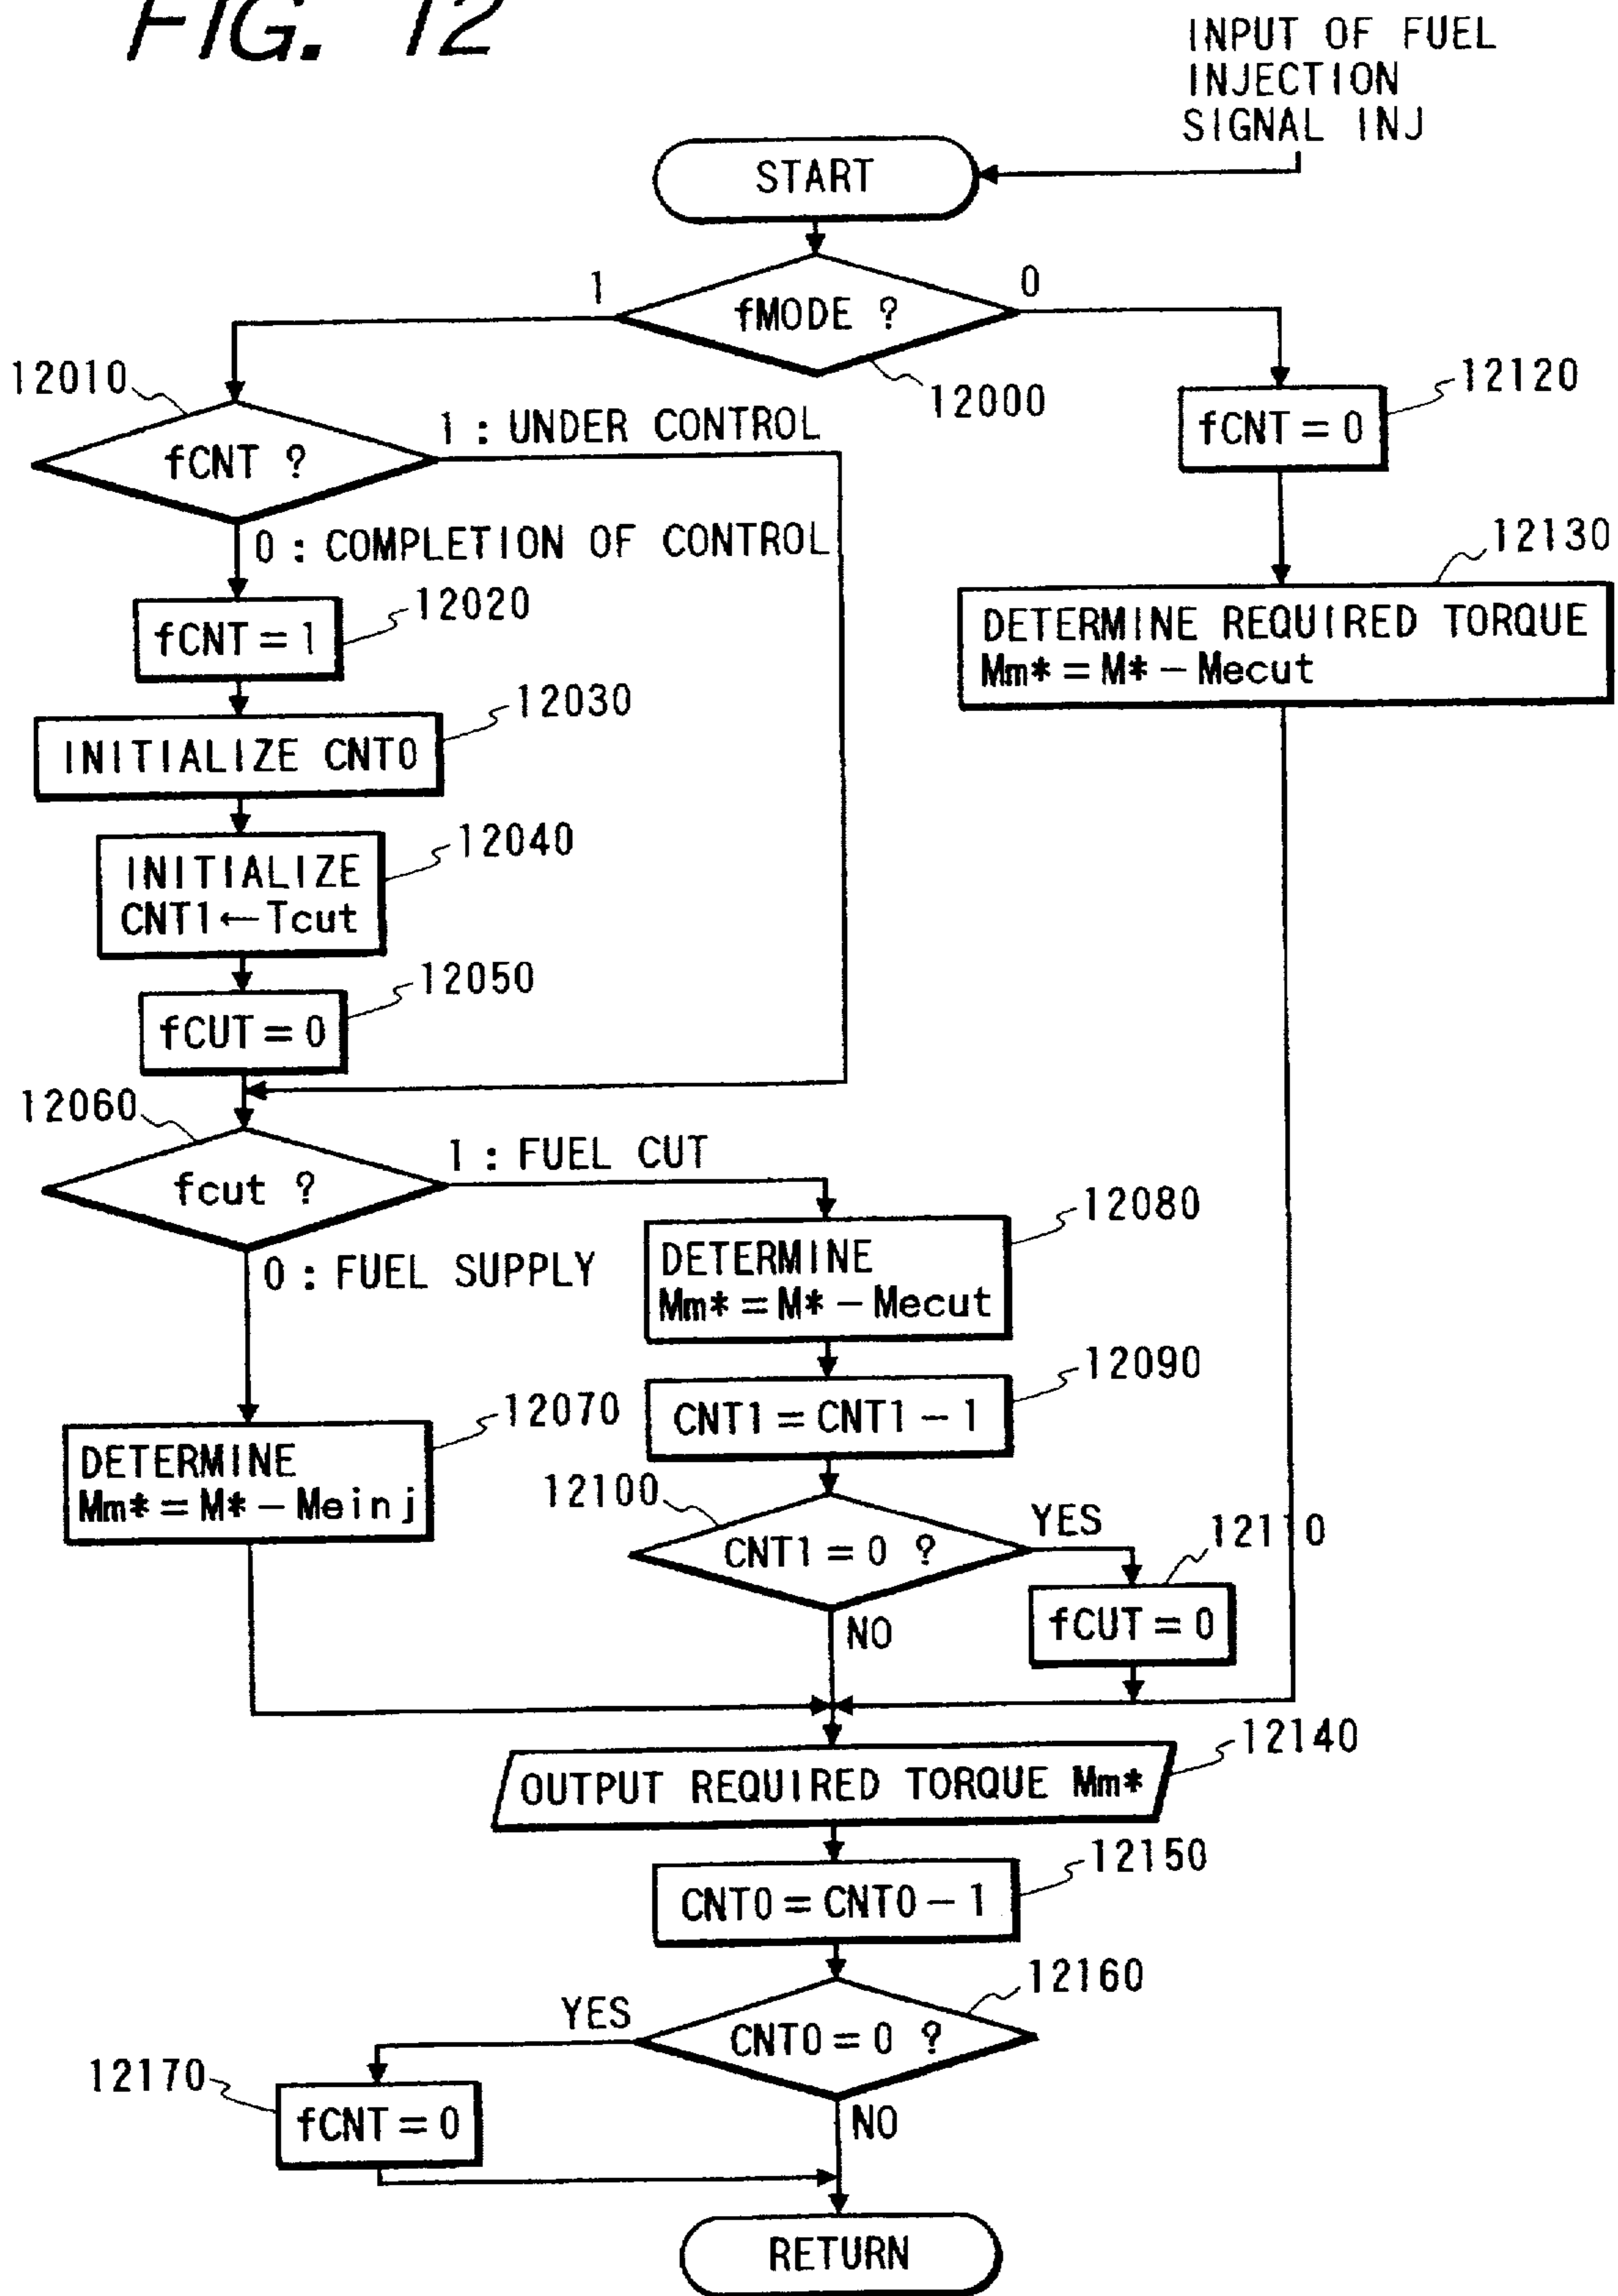 FIG. 12
INPUT OF FUEL
INJECTION
SIGNAL INJ
START
fMODE ?
1
0
12000
12010
fCNT ?
1 : UNDER CONTROL
0 : COMPLETION OF CONTROL
12120
fCNT = 0
12130
DETERMINE REQUIRED TORQUE
Mm* = M* - Mecut
12020
fCNT = 1
12030
INITIALIZE CNT0
12040
INITIALIZE
CNT1 ← Tcut
12050
fCUT = 0
12060
fcut ?
1 : FUEL CUT
0 : FUEL SUPPLY
12080
DETERMINE
Mm* = M* - Mecut
12090
CNT1 = CNT1 - 1
12070
DETERMINE
Mm* = M* - Meinj
12100
CNT1 = 0 ?
YES
NO
12110
fCUT = 0
12140
OUTPUT REQUIRED TORQUE Mm*
12150
CNT0 = CNT0 - 1
12160
CNT0 = 0 ?
YES
NO
12170
fCNT = 0
RETURN